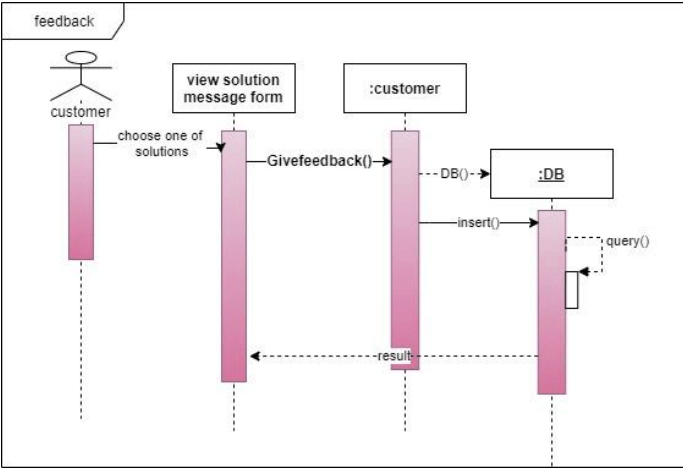 feedback
customer
view solution
message form
:customer
choose one of
solutions
Givefeedback()
DB()
:DB
insert()
query()
result